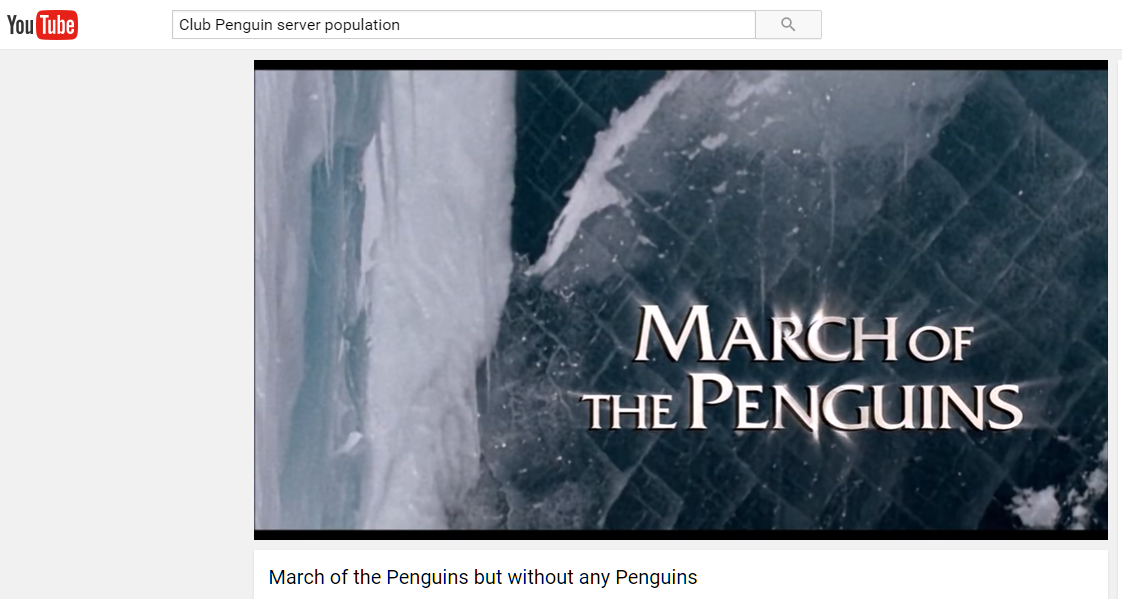 YouTube
Club Penguin server population
MARCH OF
THE PENGUINS
March of the Penguins but without any Penguins